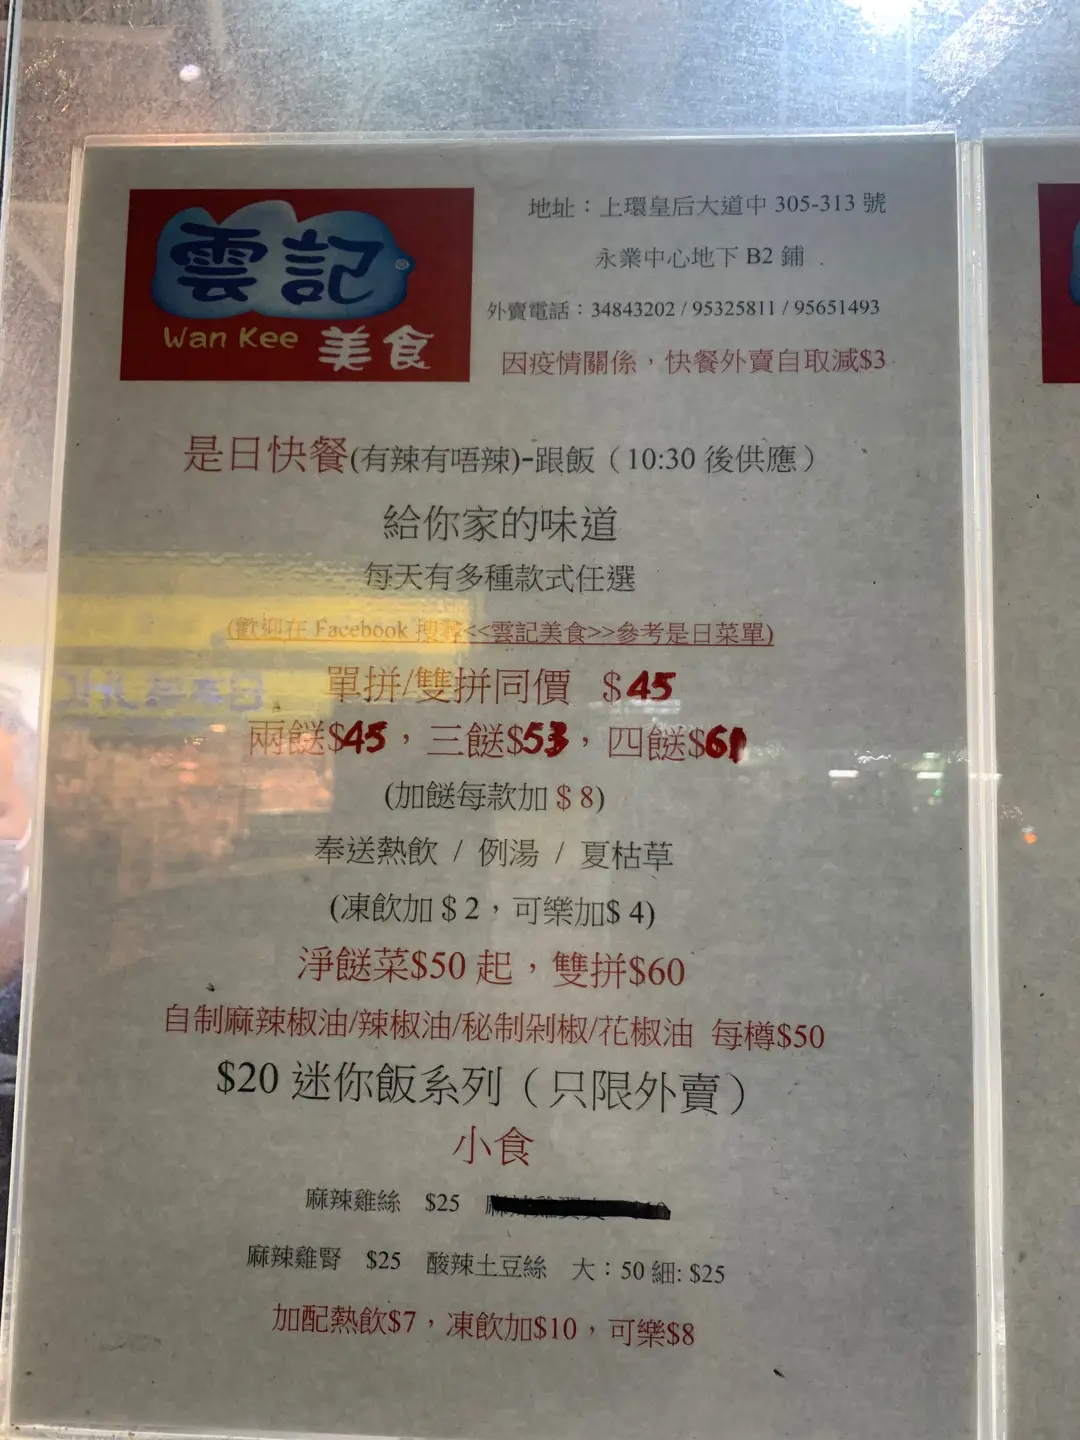 雲記®
Wan Kee 美食
地址：上環皇后大道中 305-313 號
永業中心地下 B2 鋪
外賣電話：34843202 / 95325811 / 95651493
因疫情關係，快餐外賣自取減$3
是日快餐(有辣有唔辣)-跟飯（10:30 後供應）
給你家的味道
每天有多種款式任選
(歡迎在 Facebook 搜尋<<雲記美食>>參考是日菜單)
單拼/雙拼同價 $45
兩餸$45，三餸$53，四餸$61
(加餸每款加 $ 8)
奉送熱飲 / 例湯 / 夏枯草
(凍飲加 $ 2，可樂加$ 4)
淨餸菜$50 起，雙拼$60
自制麻辣椒油/辣椒油/秘制剁椒/花椒油 每樽$50
$20 迷你飯系列（只限外賣）
小食
麻辣雞絲 $25
麻辣雞腎 $25 酸辣土豆絲 大：50 細: $25
加配熱飲$7，凍飲加$10，可樂$8